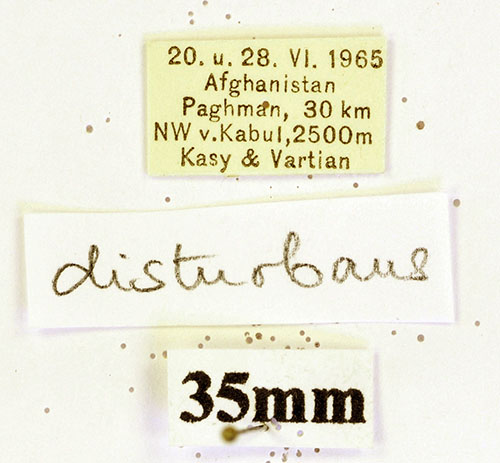 20. u. 28. VI. 1965
Afghanistan
Paghman, 30 km
NW v.Kabul,2500m
Kasy & Vartian
disturbans
35mm